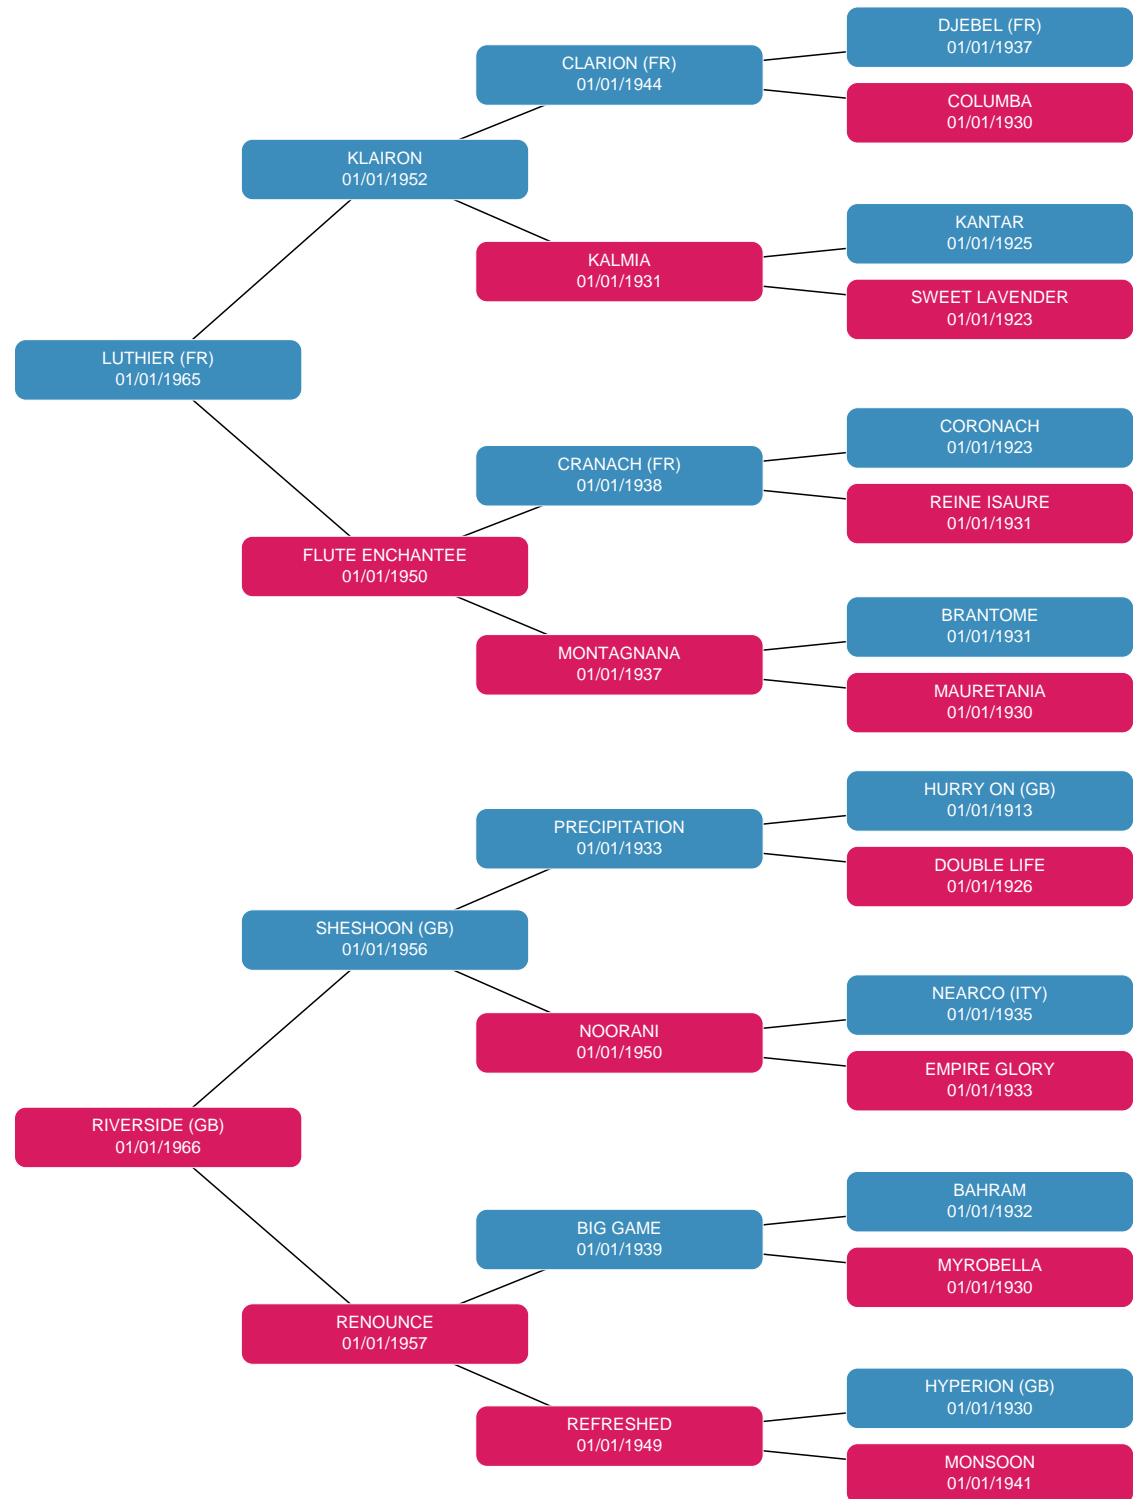 DJEBEL (FR)
01/01/1937
CLARION (FR)
01/01/1944
COLUMBA
01/01/1930
KLAIRON
01/01/1952
KANTAR
01/01/1925
KALMIA
01/01/1931
SWEET LAVENDER
01/01/1923
LUTHIER (FR)
01/01/1965
CORONACH
01/01/1923
CRANACH (FR)
01/01/1938
REINE ISAURE
01/01/1931
FLUTE ENCHANTEE
01/01/1950
BRANTOME
01/01/1931
MONTAGNANA
01/01/1937
MAURETANIA
01/01/1930
HURRY ON (GB)
01/01/1913
PRECIPITATION
01/01/1933
DOUBLE LIFE
01/01/1926
SHESHOON (GB)
01/01/1956
NEARCO (ITY)
01/01/1935
NOORANI
01/01/1950
EMPIRE GLORY
01/01/1933
RIVERSIDE (GB)
01/01/1966
BAHRAM
01/01/1932
BIG GAME
01/01/1939
MYROBELLA
01/01/1930
RENOUNCE
01/01/1957
HYPERION (GB)
01/01/1930
REFRESHED
01/01/1949
MONSOON
01/01/1941